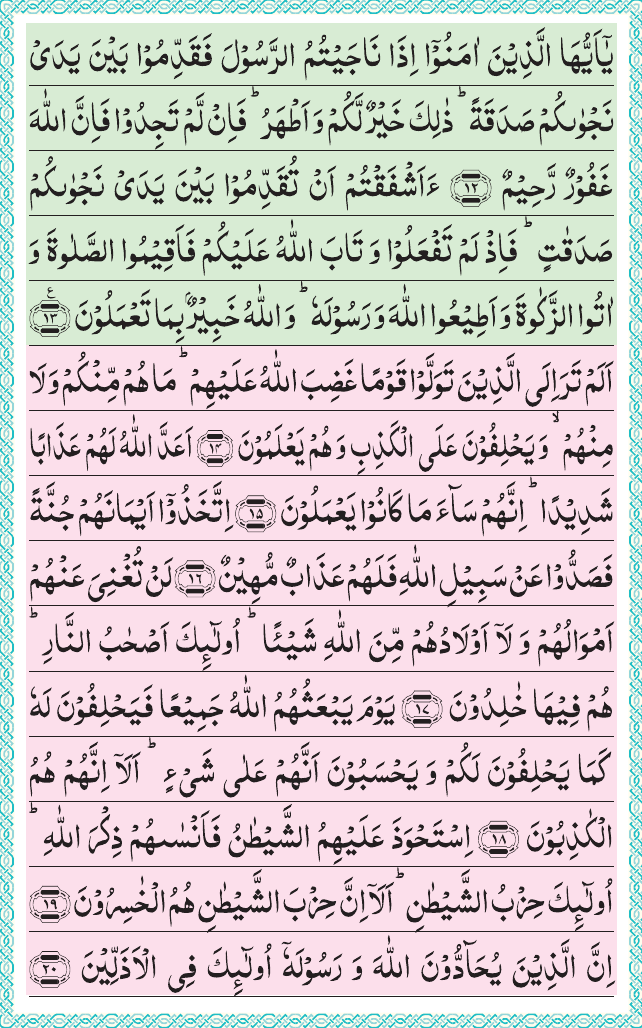 يٰۤاَيُّهَا الَّذِيْنَ اٰمَنُوْۤا اِذَا نَاجَيْتُمُ الرَّسُوْلَ فَقَدِّمُوْا بَيْنَ يَدَىْ
نَجْوٰىكُمْ صَدَقَةً ؕ ذٰلِكَ خَيْرٌ لَّكُمْ وَ اَطْهَرُ ؕ فَاِنْ لَّمْ تَجِدُوْا فَاِنَّ اللّٰهَ
غَفُوْرٌ رَّحِيْمٌ ﴿۱۲﴾ ءَاَشْفَقْتُمْ اَنْ تُقَدِّمُوْا بَيْنَ يَدَىْ نَجْوٰىكُمْ
صَدَقٰتٍ ؕ فَاِذْ لَمْ تَفْعَلُوْا وَ تَابَ اللّٰهُ عَلَيْكُمْ فَاَقِيْمُوا الصَّلٰوةَ وَ
اٰتُوا الزَّكٰوةَ وَ اَطِيْعُوا اللّٰهَ وَ رَسُوْلَهٗ ؕ وَ اللّٰهُ خَبِيْرٌۢ بِمَا تَعْمَلُوْنَ ﴿۱۳﴾ ع
اَلَمْ تَرَ اِلَى الَّذِيْنَ تَوَلَّوْا قَوْمًا غَضِبَ اللّٰهُ عَلَيْهِمْ ؕ مَا هُمْ مِّنْكُمْ وَ لَا
مِنْهُمْ ۙ وَ يَحْلِفُوْنَ عَلَى الْكَذِبِ وَ هُمْ يَعْلَمُوْنَ ﴿۱۴﴾ اَعَدَّ اللّٰهُ لَهُمْ عَذَابًا
شَدِيْدًا ؕ اِنَّهُمْ سَآءَ مَا كَانُوْا يَعْمَلُوْنَ ﴿۱۵﴾ اِتَّخَذُوْۤا اَيْمَانَهُمْ جُنَّةً
فَصَدُّوْا عَنْ سَبِيْلِ اللّٰهِ فَلَهُمْ عَذَابٌ مُّهِيْنٌ ﴿۱۶﴾ لَنْ تُغْنِىَ عَنْهُمْ
اَمْوَالُهُمْ وَ لَاۤ اَوْلَادُهُمْ مِّنَ اللّٰهِ شَيْـًٔا ؕ اُولٰٓئِكَ اَصْحٰبُ النَّارِ ؕ
هُمْ فِيْهَا خٰلِدُوْنَ ﴿۱۷﴾ يَوْمَ يَبْعَثُهُمُ اللّٰهُ جَمِيْعًا فَيَحْلِفُوْنَ لَهٗ
كَمَا يَحْلِفُوْنَ لَكُمْ وَ يَحْسَبُوْنَ اَنَّهُمْ عَلٰى شَىْءٍ ؕ اَلَاۤ اِنَّهُمْ هُمُ
الْكٰذِبُوْنَ ﴿۱۸﴾ اِسْتَحْوَذَ عَلَيْهِمُ الشَّيْطٰنُ فَاَنْسٰىهُمْ ذِكْرَ اللّٰهِ ؕ
اُولٰٓئِكَ حِزْبُ الشَّيْطٰنِ ؕ اَلَاۤ اِنَّ حِزْبَ الشَّيْطٰنِ هُمُ الْخٰسِرُوْنَ ﴿۱۹﴾
اِنَّ الَّذِيْنَ يُحَآدُّوْنَ اللّٰهَ وَ رَسُوْلَهٗۤ اُولٰٓئِكَ فِى الْاَذَلِّيْنَ ﴿۲۰﴾